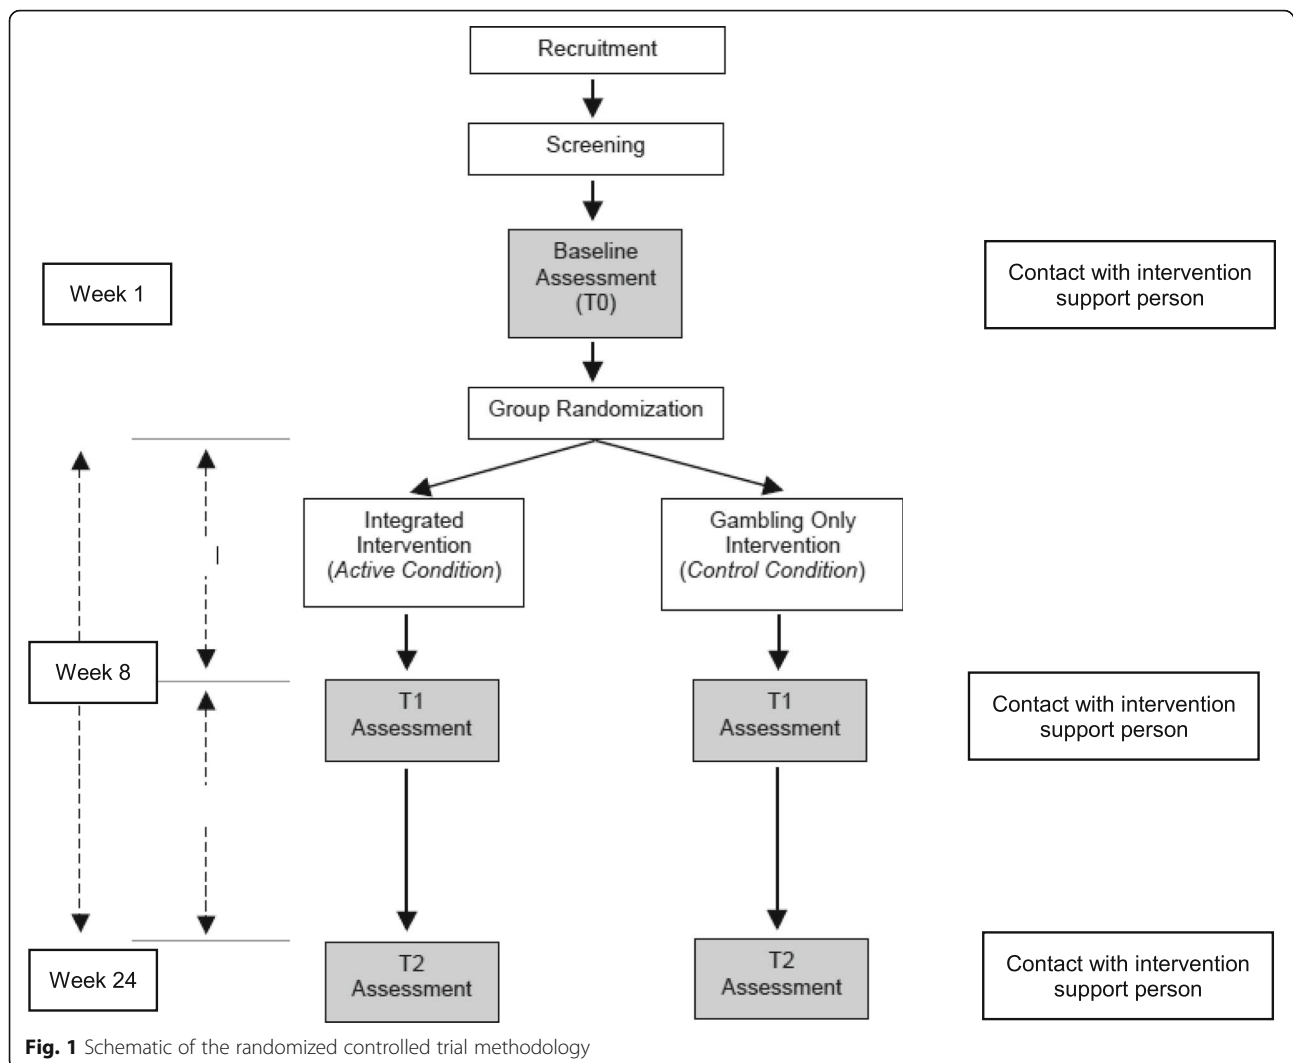 Recruitment
Screening
Baseline
Assessment
(T0)
Week 1
Contact with intervention
support person
Group Randomization
Integrated
Intervention
(Active Condition)
Gambling Only
Intervention
(Control Condition)
Week 8
T1
Assessment
T1
Assessment
Contact with intervention
support person
Week 24
T2
Assessment
T2
Assessment
Contact with intervention
support person
Fig. 1 Schematic of the randomized controlled trial methodology